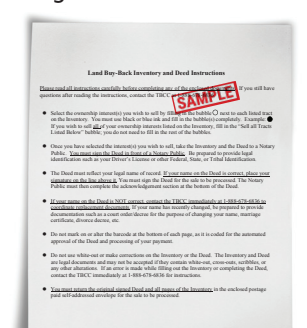 Land Buy-Back Inventory and Deed Instructions
Please read all instructions carefully before completing any of the enclosed documents. If you still have
questions after reading the instructions, contact the TBCC at
SAMPLE
Select the ownership interest(s) you wish to sell by filling in the bubble next to each listed tract
on the Inventory. You must use black or blue ink and fill in the bubble(s) completely. Example:
If you wish to sell all of your ownership interests listed on the Inventory, fill in the "Sell all Tracts
Listed Below" bubble; you do not need to fill in the rest of the bubbles.
Once you have selected the interest(s) you wish to sell, take the Inventory and the Deed to a Notary
Public. You must sign the Deed in front of a Notary Public. Be prepared to provide legal
identification such as your Driver's License or other Federal, State, or Tribal Identification.
The Deed must reflect your legal name of record. If your name on the Deed is correct, place your
signature on the line above it. You must sign the Deed for the sale to be processed. The Notary
Public must then complete the acknowledgement section at the bottom of the Deed.
If your name on the Deed is NOT correct, contact the TBCC immediately at 1-888-678-6836 to
coordinate replacement documents. If your name has recently changed, be prepared to provide
documentation such as a court order/decree for the purpose of changing your name, marriage
certificate, divorce decree, etc.
Do not mark on or alter the barcode at the bottom of each page, as it is coded for the automated
approval of the Deed and processing of your payment.
Do not use white-out or make corrections on the Inventory or the Deed. The Inventory and Deed
are legal documents and may not be accepted if they contain white-out, cross-outs, scribbles, or
any other alterations. If an error is made while filling out the Inventory or completing the Deed,
contact the TBCC immediately at 1-888-678-6836 for instructions.
You must return the original signed Deed and all pages of the Inventory in the enclosed postage
paid self-addressed envelope for the sale to be processed.